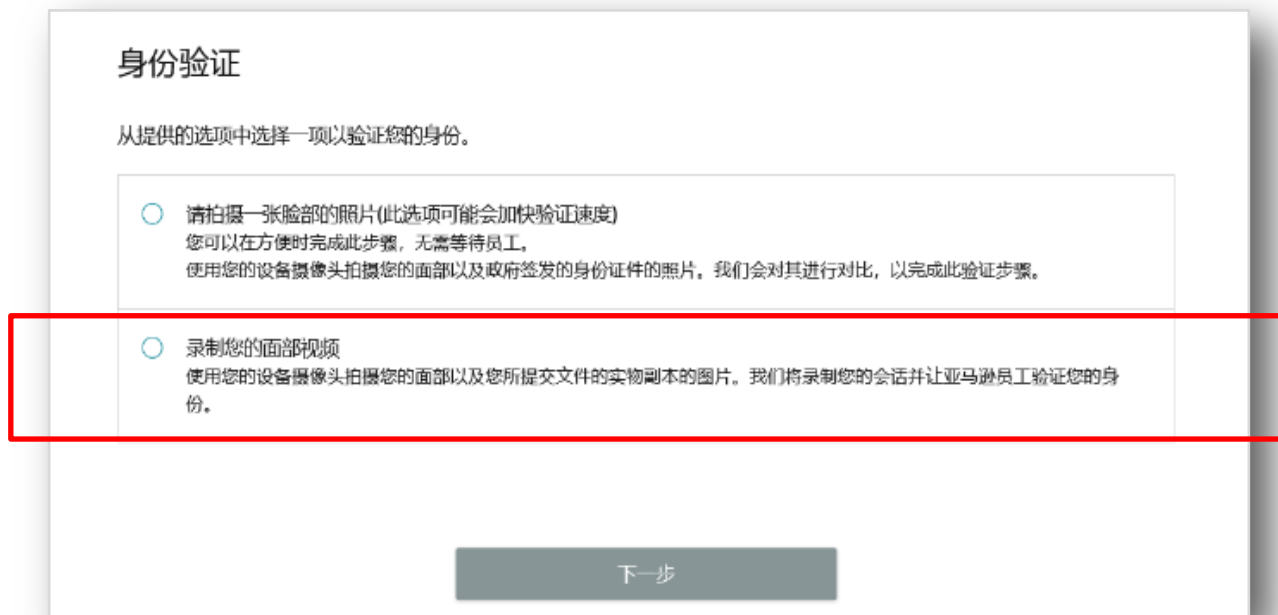 身份验证
从提供的选项中选择一项以验证您的身份。
请拍摄一张脸部的照片(此选项可能会加快验证速度)
您可以在方便时完成此步骤，无需等待员工。
使用您的设备摄像头拍摄您的面部以及政府签发的身份证件的照片。我们会对其进行对比，以完成此验证步骤。
录制您的面部视频
使用您的设备摄像头拍摄您的面部以及您所提交文件的实物副本的图片。我们将录制您的会话并让亚马逊员工验证您的身
份。
下一步